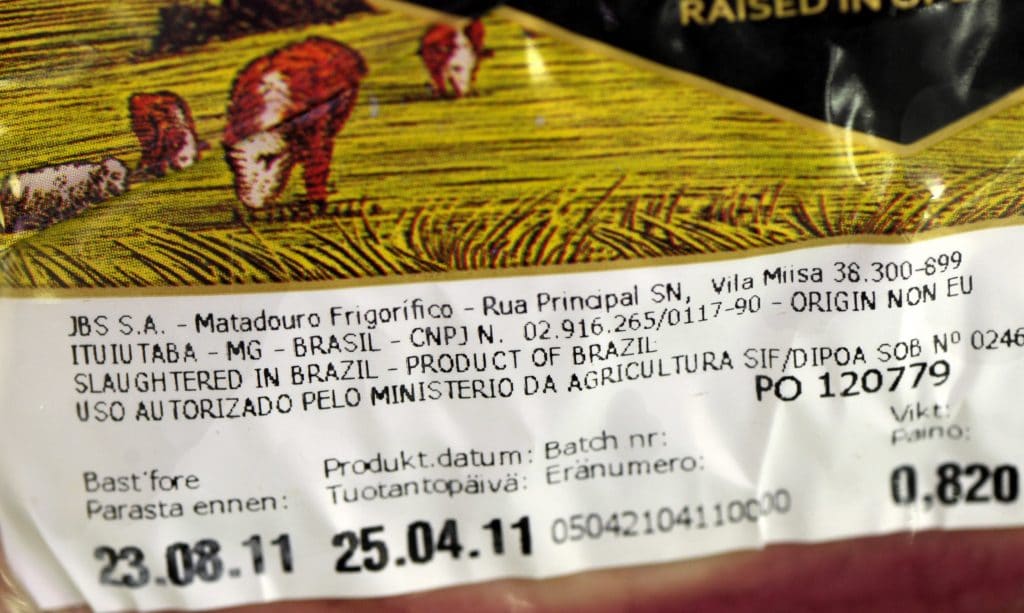 RAISED IN
JBS S.A. - Matadouro Frigorífico - Rua Principal SN, Vila Miisa 38.300-899
ITUIUTABA - MG - BRASIL - CNPJ N. 02.916.265/0117-90 - ORIGIN NON EU
SLAUGHTERED IN BRAZIL - PRODUCT OF BRAZIL
USO AUTORIZADO PELO MINISTERIO DA AGRICULTURA SIF/DIPOA SOB Nº 0246
PO 120779
Bast fore
Parasta ennen:
23.08.11
Produkt.datum:
Tuotantopäivä:
25.04.11
Batch nr:
Eränumero:
05042104110000
Vikt:
Paino:
0,820